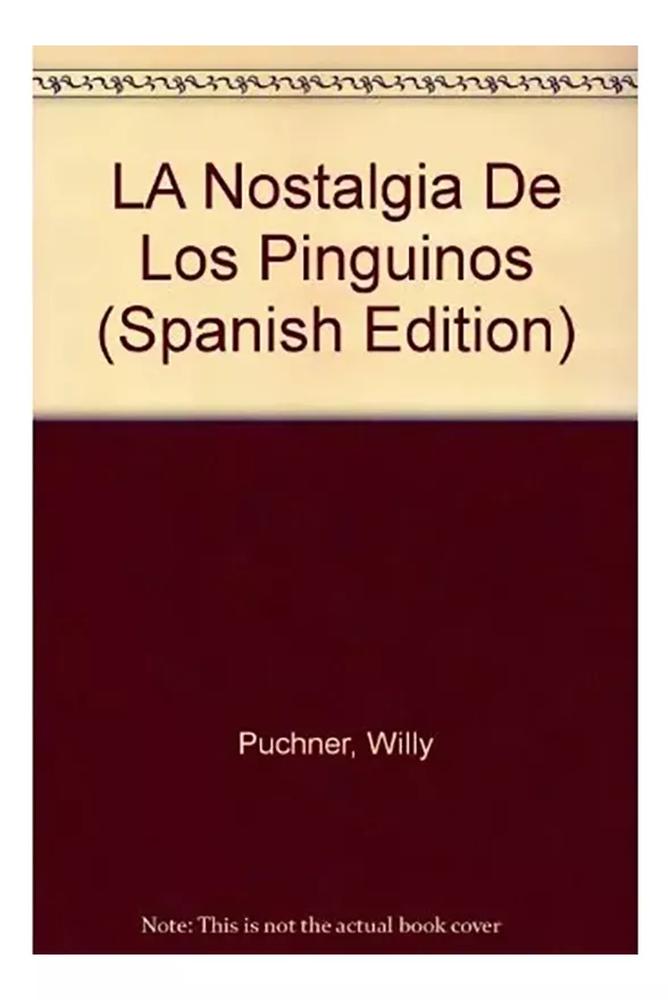 LA Nostalgia De
Los Pinguinos
(Spanish Edition)
Puchner, Willy
Note: This is not the actual book cover